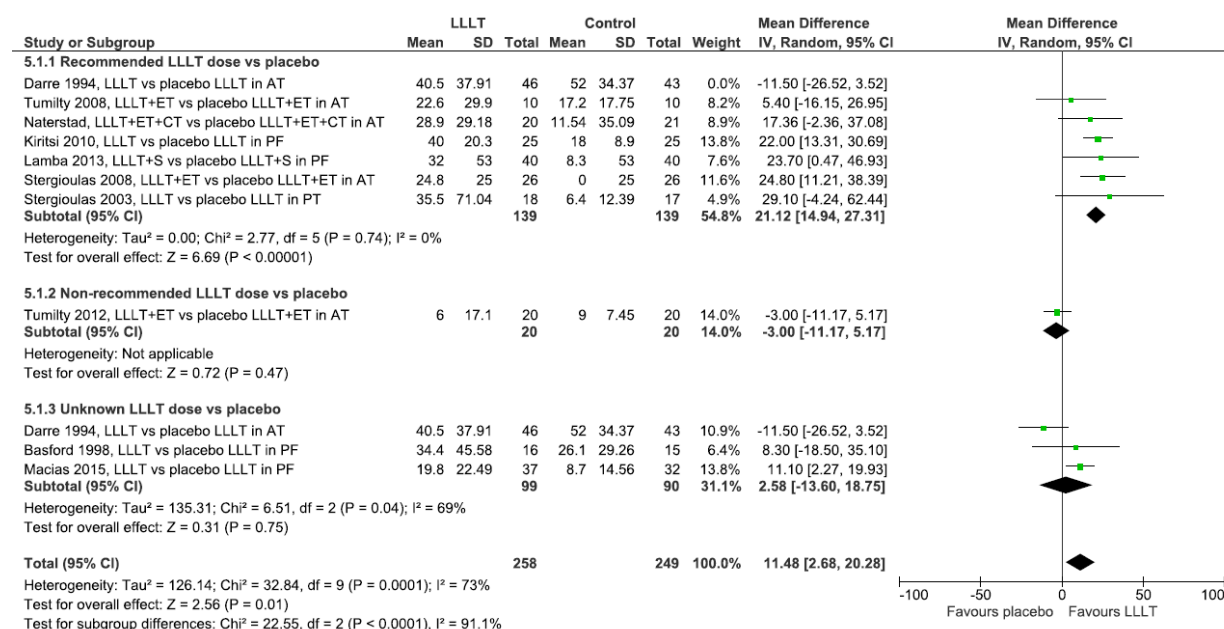 LLLT Control Mean Difference Mean Difference
Study or Subgroup Mean SD Total Mean SD Total Weight IV, Random, 95% CI IV, Random, 95% CI
5.1.1 Recommended LLLT dose vs placebo
Darre 1994, LLLT vs placebo LLLT in AT 40.5 37.91 46 52 34.37 43 0.0% -11.50 [-26.52, 3.52]
Tumilty 2008, LLLT+ET vs placebo LLLT+ET in AT 22.6 29.9 10 17.2 17.75 10 8.2% 5.40 [-16.15, 26.95]
Naterstad, LLLT+ET+CT vs placebo LLLT+ET+CT in AT 28.9 29.18 20 11.54 35.09 21 8.9% 17.36 [-2.36, 37.08]
Kiritsi 2010, LLLT vs placebo LLLT in PF 40 20.3 25 18 8.9 25 13.8% 22.00 [13.31, 30.69]
Lamba 2013, LLLT+S vs placebo LLLT+S in PF 32 53 40 8.3 53 40 7.6% 23.70 [0.47, 46.93]
Stergioulas 2008, LLLT+ET vs placebo LLLT+ET in AT 24.8 25 26 0 25 26 11.6% 24.80 [11.21, 38.39]
Stergioulas 2003, LLLT vs placebo LLLT in PT 35.5 71.04 18 6.4 12.39 17 4.9% 29.10 [-4.24, 62.44]
Subtotal (95% CI) 139 139 54.8% 21.12 [14.94, 27.31]
Heterogeneity: Tau² = 0.00; Chi² = 2.77, df = 5 (P = 0.74); I² = 0%
Test for overall effect: Z = 6.69 (P < 0.00001)
5.1.2 Non-recommended LLLT dose vs placebo
Tumilty 2012, LLLT+ET vs placebo LLLT+ET in AT 6 17.1 20 9 7.45 20 14.0% -3.00 [-11.17, 5.17]
Subtotal (95% CI) 20 20 14.0% -3.00 [-11.17, 5.17]
Heterogeneity: Not applicable
Test for overall effect: Z = 0.72 (P = 0.47)
5.1.3 Unknown LLLT dose vs placebo
Darre 1994, LLLT vs placebo LLLT in AT 40.5 37.91 46 52 34.37 43 10.9% -11.50 [-26.52, 3.52]
Basford 1998, LLLT vs placebo LLLT in PF 34.4 45.58 16 26.1 29.26 15 6.4% 8.30 [-18.50, 35.10]
Macias 2015, LLLT vs placebo LLLT in PF 19.8 22.49 37 8.7 14.56 32 13.8% 11.10 [2.27, 19.93]
Subtotal (95% CI) 99 90 31.1% 2.58 [-13.60, 18.75]
Heterogeneity: Tau² = 135.31; Chi² = 6.51, df = 2 (P = 0.04); I² = 69%
Test for overall effect: Z = 0.31 (P = 0.75)
Total (95% CI) 258 249 100.0% 11.48 [2.68, 20.28]
Heterogeneity: Tau² = 126.14; Chi² = 32.84, df = 9 (P = 0.0001); I² = 73%
Test for overall effect: Z = 2.56 (P = 0.01)
Test for subgroup differences: Chi² = 22.55, df = 2 (P < 0.0001), I² = 91.1%
-100 -50 0 50 100
Favours placebo Favours LLLT